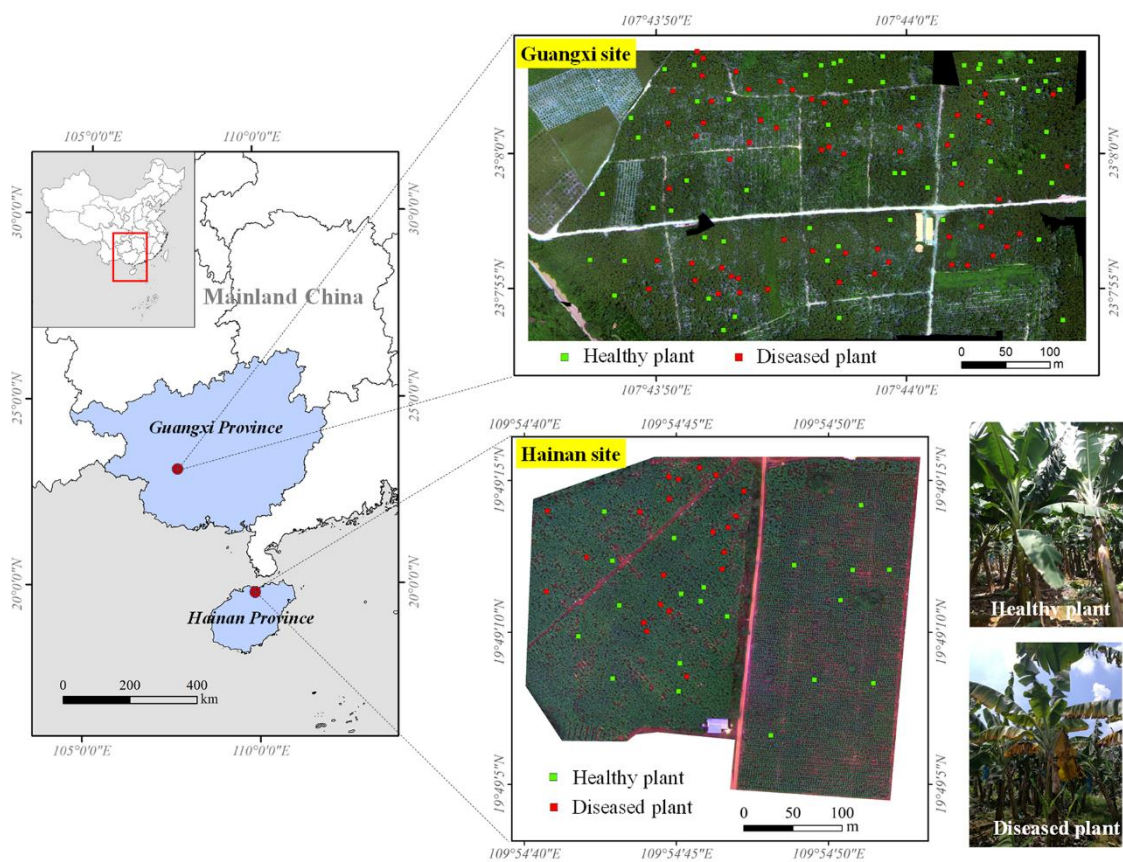 105°0'0"E
110°0'0"E
30°0'0"N
25°0'0"N
20°0'0"N
30°0'0"N
25°0'0"N
20°0'0"N
Mainland China
Guangxi Province
Hainan Province
0 200 400
km
105°0'0"E
110°0'0"E
107°43'50"E
107°44'0"E
Guangxi site
23°8'0"N
23°7'55"N
23°8'0"N
23°7'55"N
Healthy plant
Diseased plant
0 50 100
m
107°43'50"E
107°44'0"E
109°54'40"E
109°54'45"E
109°54'50"E
Hainan site
19°49'15"N
19°49'10"N
19°49'5"N
19°49'15"N
19°49'10"N
19°49'5"N
Healthy plant
Diseased plant
0 50 100
m
109°54'40"E
109°54'45"E
109°54'50"E
Healthy plant
Diseased plant